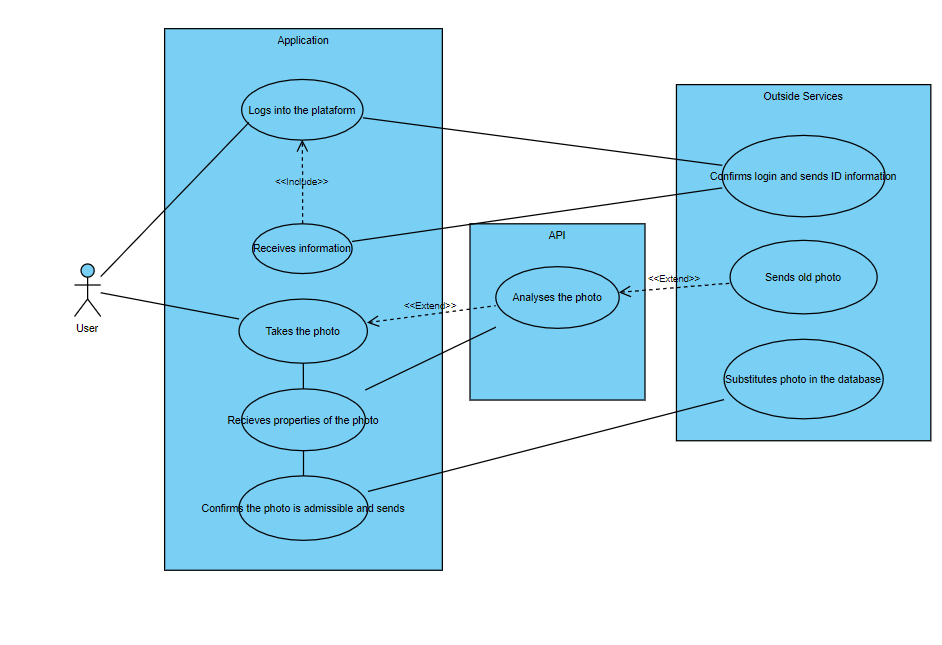 Application
Logs into the plataform
<<Include>>
Receives information
Takes the photo
Recieves properties of the photo
Confirms the photo is admissible and sends
User
<<Extend>>
API
Analyses the photo
<<Extend>>
Outside Services
Confirms login and sends ID information
Sends old photo
Substitutes photo in the database